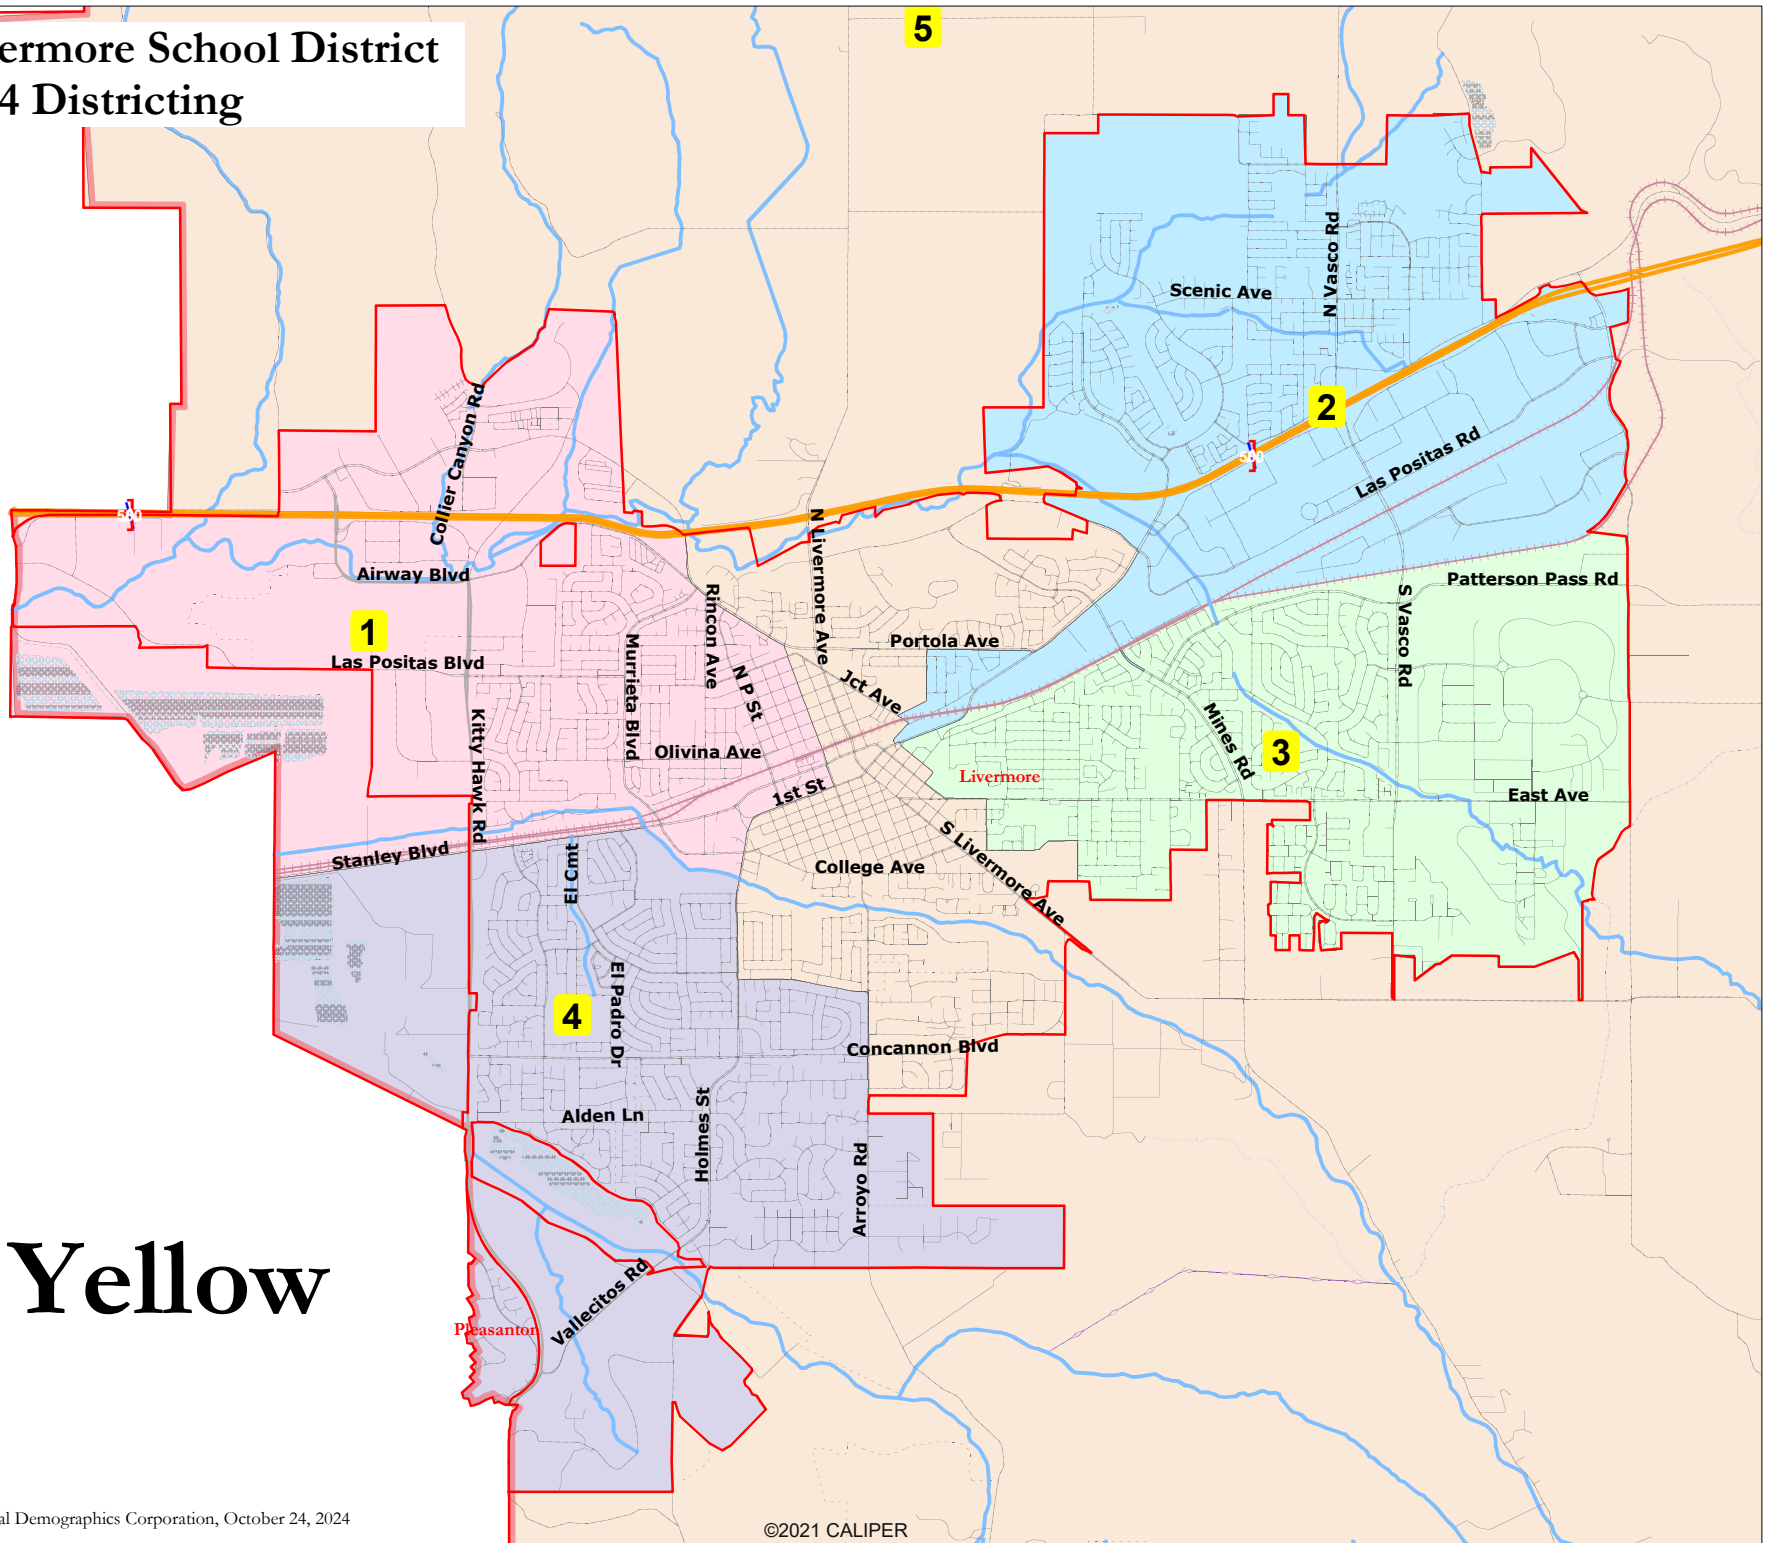 5
ermore School District
4 Districting
N Vasco Rd
Scenic Ave
2
Collier Canyon Rd
Las Positas Rd
580
580
N Livermore Ave
Airway Blvd
Patterson Pass Rd
Rincon Ave
S Vasco Rd
1
Murrieta Blvd
Portola Ave
Las Positas Blvd
N P St
Jct Ave
Kitty Hawk Rd
Mines Rd
Olivina Ave
3
Livermore
1st St
East Ave
Stanley Blvd
El Cmt
S Livermore Ave
College Ave
El Padro Dr
4
Concannon Blvd
Alden Ln
Holmes St
Arroyo Rd
Yellow
Vallecitos Rd
Pleasanton
al Demographics Corporation, October 24, 2024
©2021 CALIPER